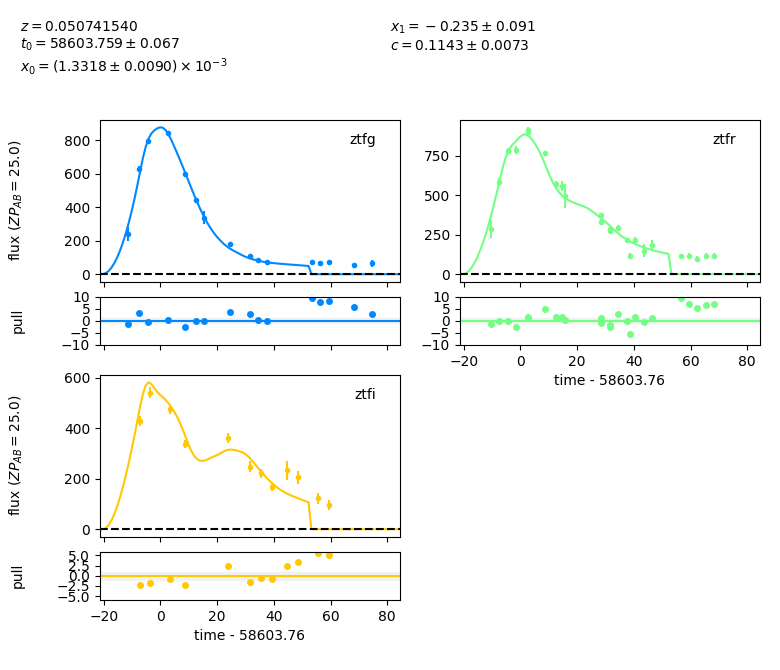 z = 0.050741540
t₀ = 58603.759 ± 0.067
x₀ = (1.3318 ± 0.0090) × 10⁻³
x₁ = −0.235 ± 0.091
c = 0.1143 ± 0.0073
flux (ZP_AB = 25.0)
800
600
400
200
0
ztfg
750
500
250
0
ztfr
pull
10
5
0
−5
−10
10
5
0
−5
−10
−20 0 20 40 60 80
time - 58603.76
flux (ZP_AB = 25.0)
600
400
200
0
ztfi
pull
5.0
2.5
0.0
−2.5
−5.0
−20 0 20 40 60 80
time - 58603.76